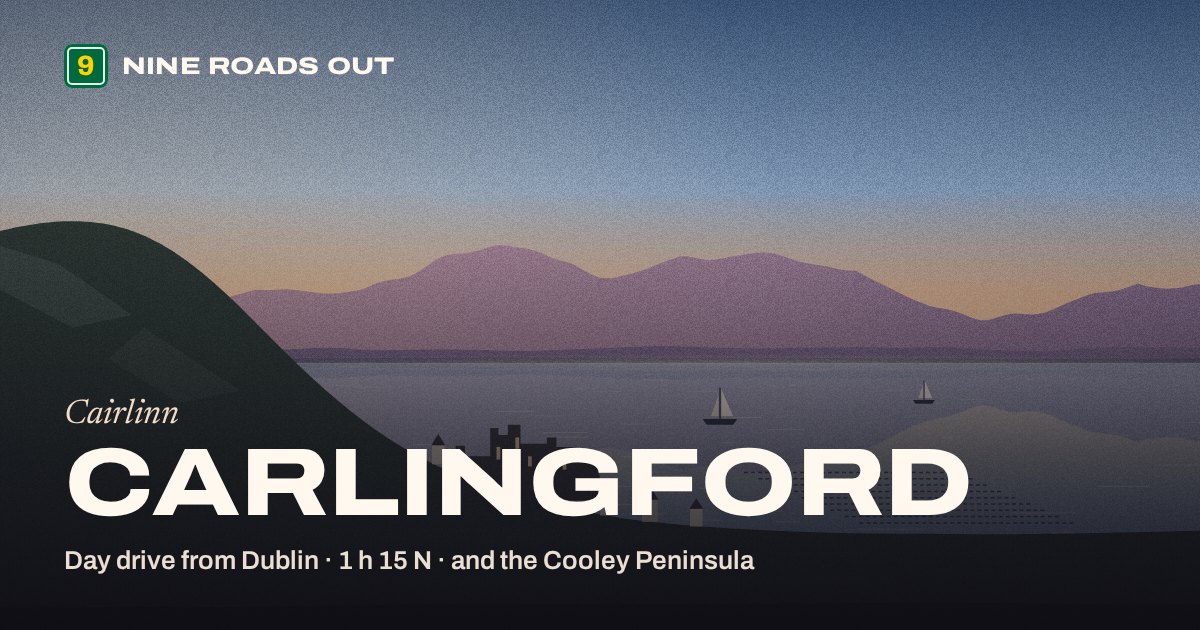 9 NINE ROADS OUT
Cairlinn
CARLINGFORD
Day drive from Dublin · 1 h 15 N · and the Cooley Peninsula